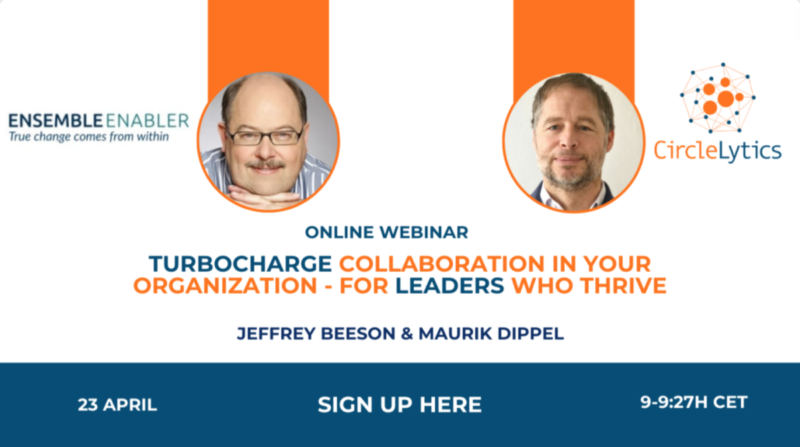 ENSEMBLEENABLER
True change comes from within
CircleLytics
ONLINE WEBINAR
TURBOCHARGE COLLABORATION IN YOUR
ORGANIZATION - FOR LEADERS WHO THRIVE
JEFFREY BEESON & MAURIK DIPPEL
23 APRIL
SIGN UP HERE
9-9:27H CET